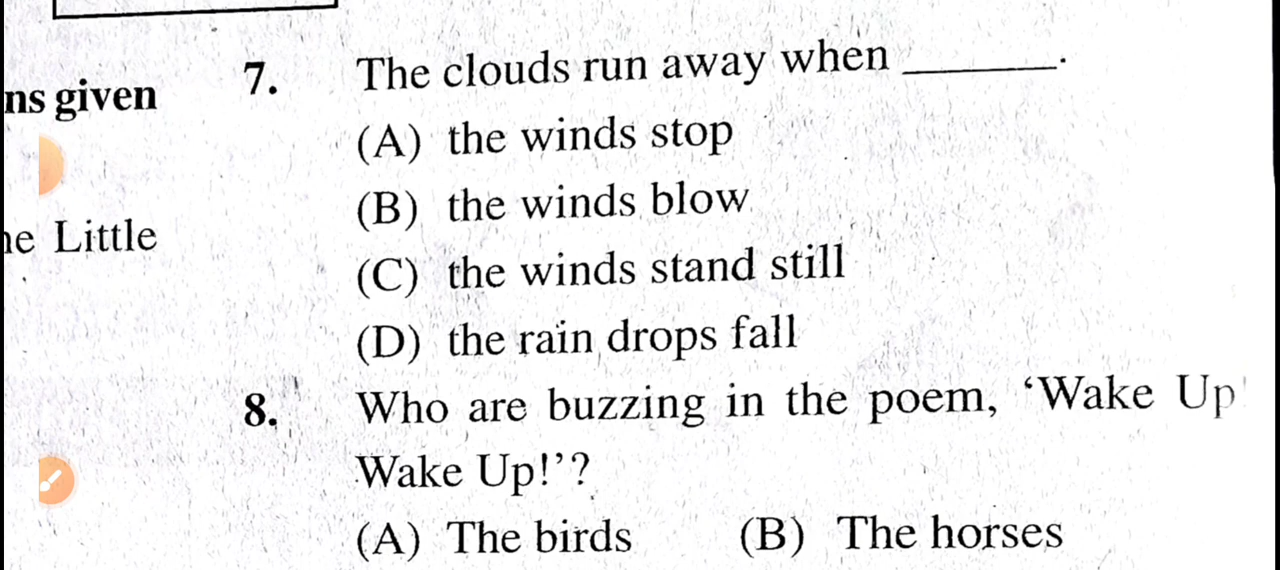 ns given
he Little
7. The clouds run away when _______.
(A) the winds stop
(B) the winds blow
(C) the winds stand still
(D) the rain drops fall
8. Who are buzzing in the poem, ‘Wake Up!
Wake Up!’?
(A) The birds (B) The horses